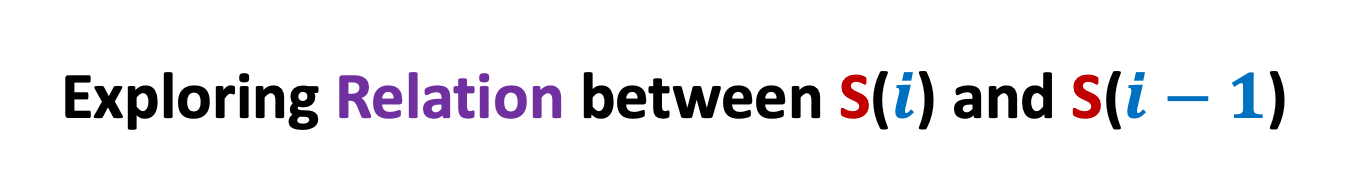 Exploring Relation between S(i) and S(i − 1)